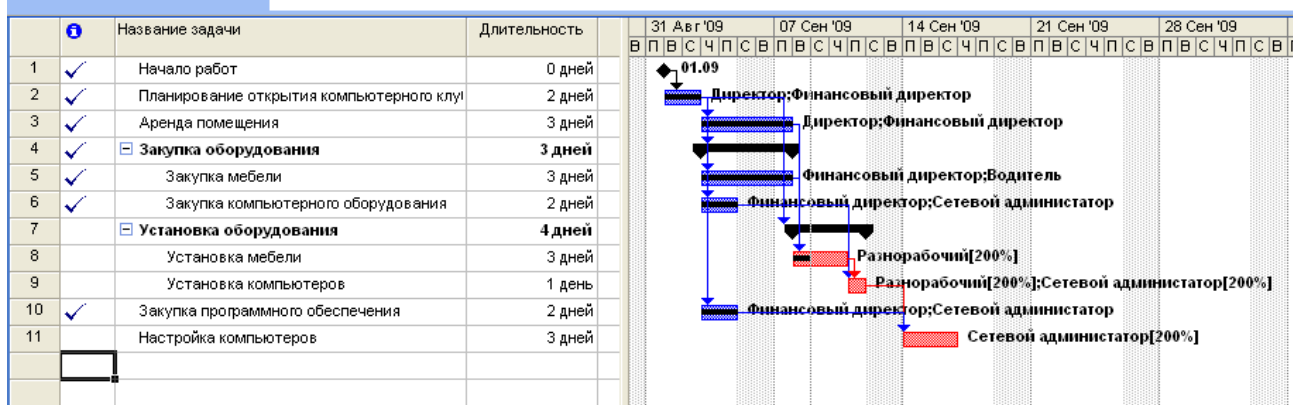 Название задачи Длительность 31 Авг '09 07 Сен '09 14 Сен '09 21 Сен '09 28 Сен '09
В П В С Ч П С В П В С Ч П С В П В С Ч П С В П В С Ч П С В П В С Ч П С В
1 Начало работ 0 дней 01.09
2 Планирование открытия компьютерного клу 2 дней Директор;Финансовый директор
3 Аренда помещения 3 дней Директор;Финансовый директор
4 Закупка оборудования 3 дней
5 Закупка мебели 3 дней Финансовый директор;Водитель
6 Закупка компьютерного оборудования 2 дней Финансовый директор;Сетевой администатор
7 Установка оборудования 4 дней
8 Установка мебели 3 дней Разнорабочий[200%]
9 Установка компьютеров 1 день Разнорабочий[200%];Сетевой администатор[200%]
10 Закупка программного обеспечения 2 дней Финансовый директор;Сетевой администатор
11 Настройка компьютеров 3 дней Сетевой администатор[200%]